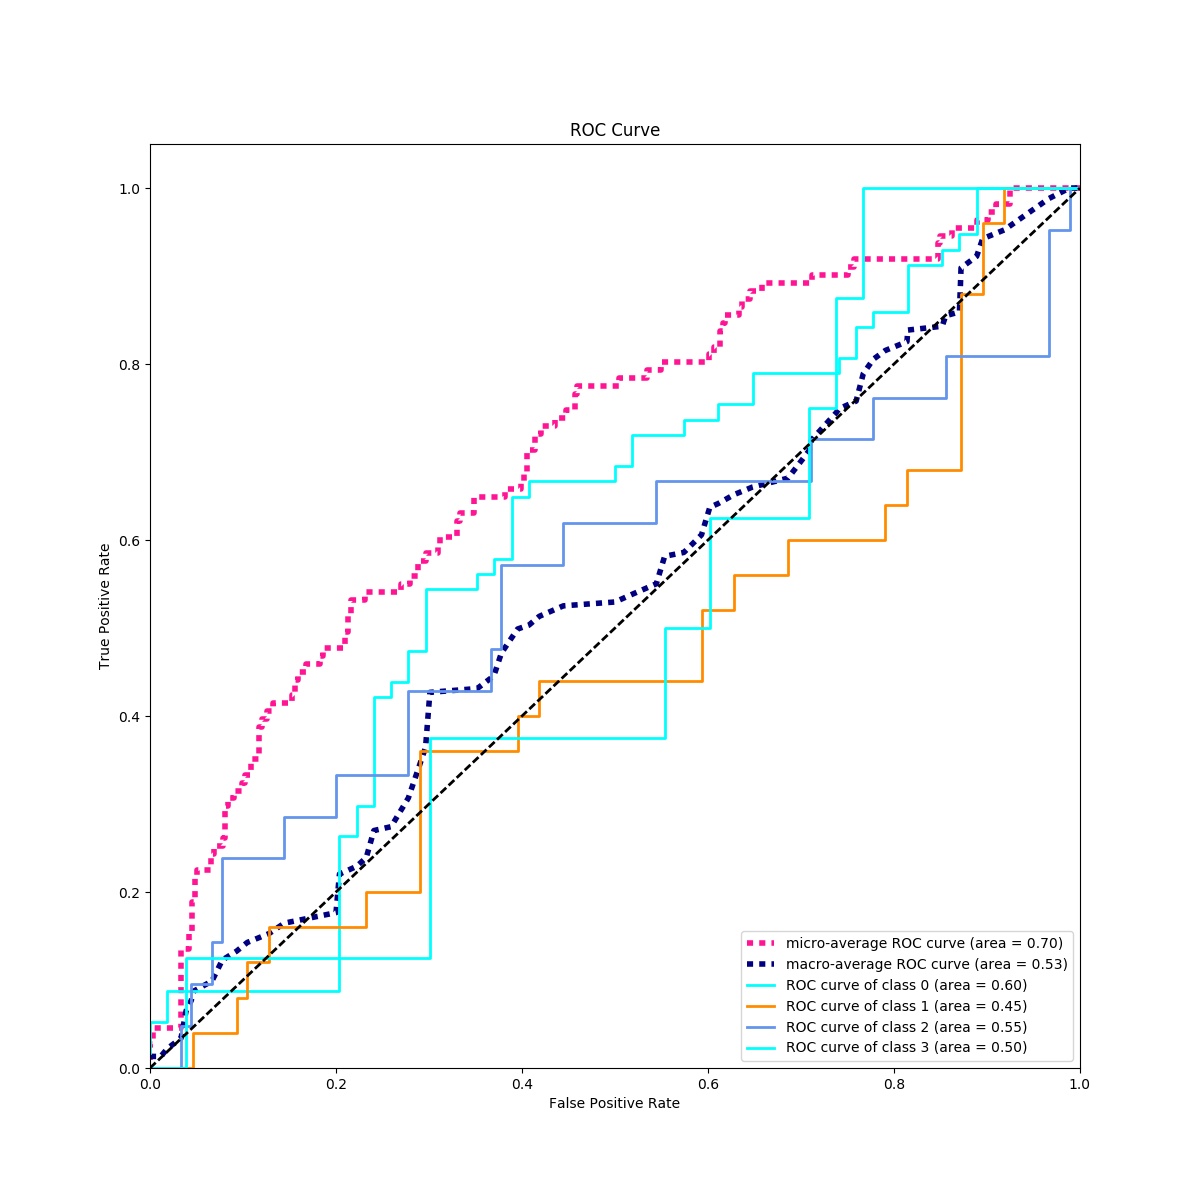 ROC Curve
1.0
0.8
0.6
0.4
0.2
0.0
True Positive Rate
0.0 0.2 0.4 0.6 0.8 1.0
False Positive Rate
micro-average ROC curve (area = 0.70)
macro-average ROC curve (area = 0.53)
ROC curve of class 0 (area = 0.60)
ROC curve of class 1 (area = 0.45)
ROC curve of class 2 (area = 0.55)
ROC curve of class 3 (area = 0.50)